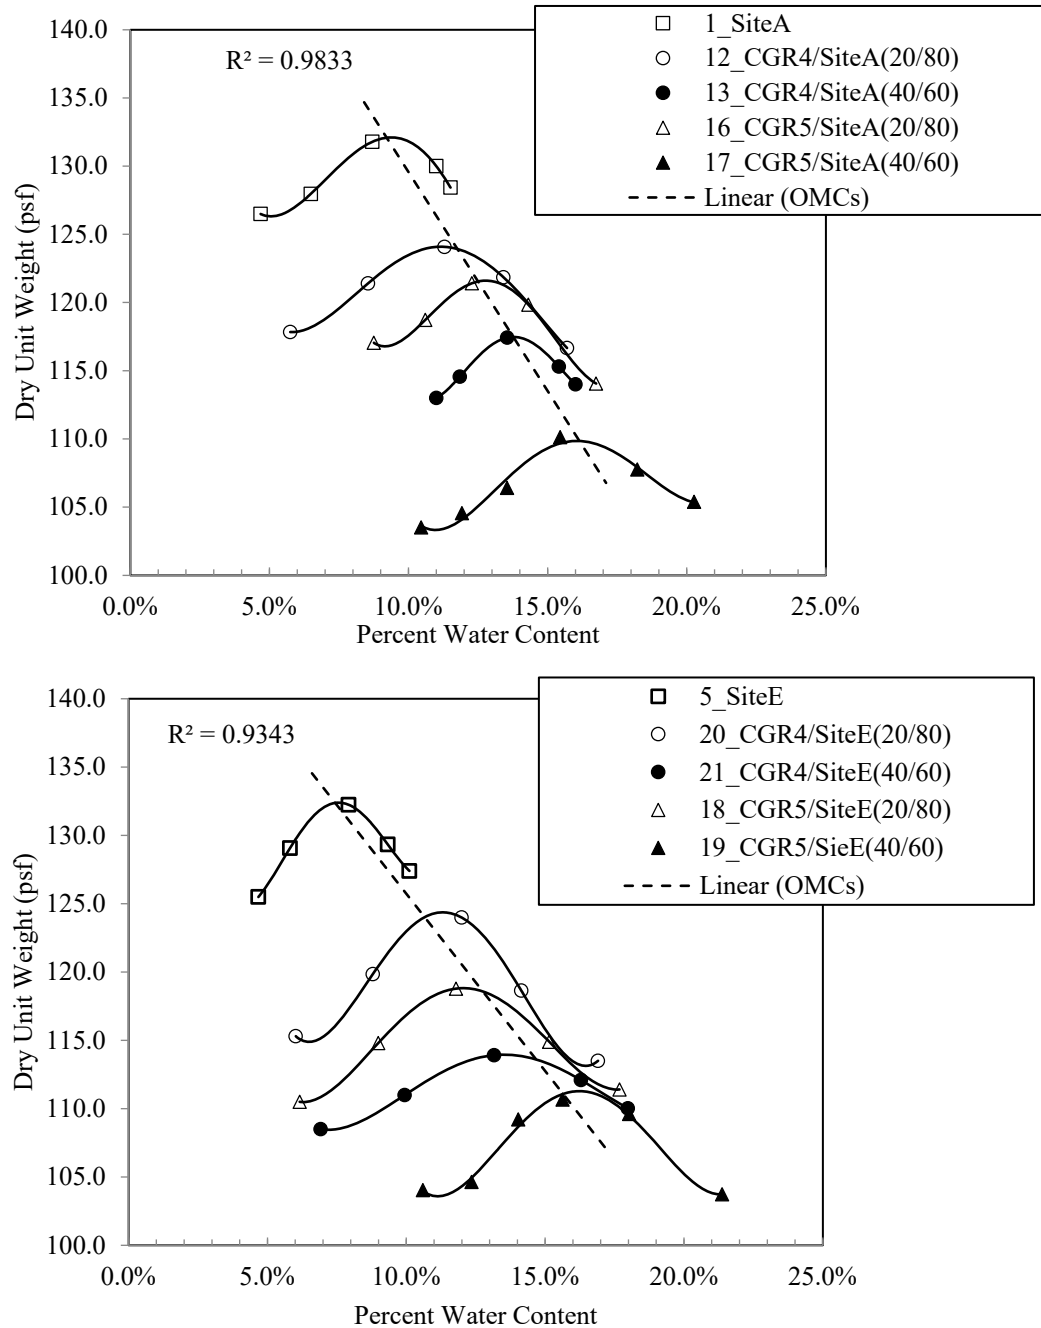 R² = 0.9833
1_SiteA
12_CGR4/SiteA(20/80)
13_CGR4/SiteA(40/60)
16_CGR5/SiteA(20/80)
17_CGR5/SiteA(40/60)
Linear (OMCs)
Dry Unit Weight (psf)
140.0
135.0
130.0
125.0
120.0
115.0
110.0
105.0
100.0
0.0% 5.0% 10.0% 15.0% 20.0% 25.0%
Percent Water Content
R² = 0.9343
5_SiteE
20_CGR4/SiteE(20/80)
21_CGR4/SiteE(40/60)
18_CGR5/SiteE(20/80)
19_CGR5/SieE(40/60)
Linear (OMCs)
Dry Unit Weight (psf)
140.0
135.0
130.0
125.0
120.0
115.0
110.0
105.0
100.0
0.0% 5.0% 10.0% 15.0% 20.0% 25.0%
Percent Water Content